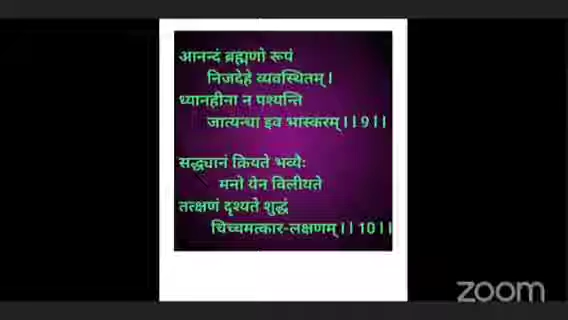 आनन्दं ब्रह्मणो रूपं
निजदेहे व्यवस्थितम् ।
ध्यानहीना न पश्यन्ति
जात्यन्धा इव भास्करम् ।। 9 ।।
सद्ध्यानं क्रियते भव्यैः
मनो येन विलीयते
तत्क्षणं दृश्यते शुद्धं
चिच्चमत्कार-लक्षणम् ।। 10 ।।
zoom